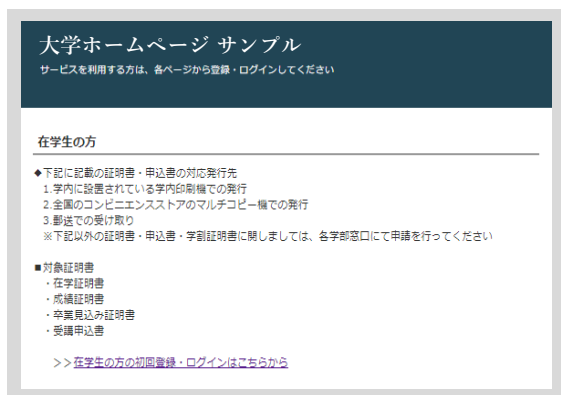 大学ホームページ サンプル
サービスを利用する方は、各ページから登録・ログインしてください
在学生の方
◆下記に記載の証明書・申込書の対応発行先
1.学内に設置されている学内印刷機での発行
2.全国のコンビニエンスストアのマルチコピー機での発行
3.郵送での受け取り
※下記以外の証明書・申込書・学割証明書に関しましては、各学部窓口にて申請を行ってください
■対象証明書
・在学証明書
・成績証明書
・卒業見込み証明書
・受講申込書
>>在学生の方の初回登録・ログインはこちらから